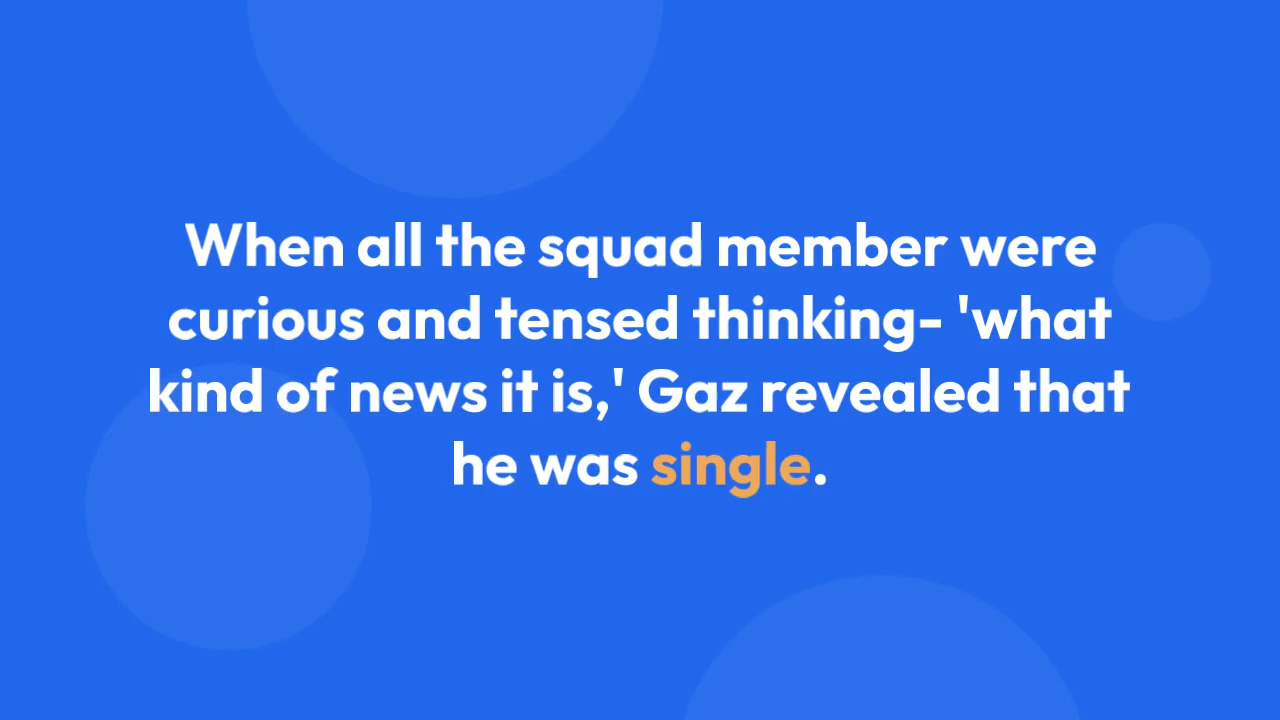 When all the squad member were
curious and tensed thinking- 'what
kind of news it is,' Gaz revealed that
he was single.